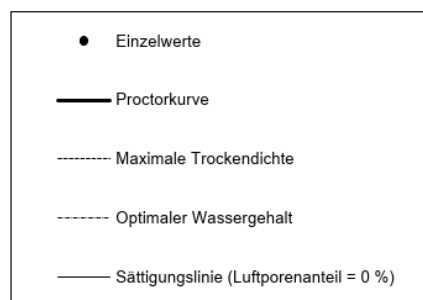 Einzelwerte
Proctorkurve
Maximale Trockendichte
Optimaler Wassergehalt
Sättigungslinie (Luftporenanteil = 0 %)